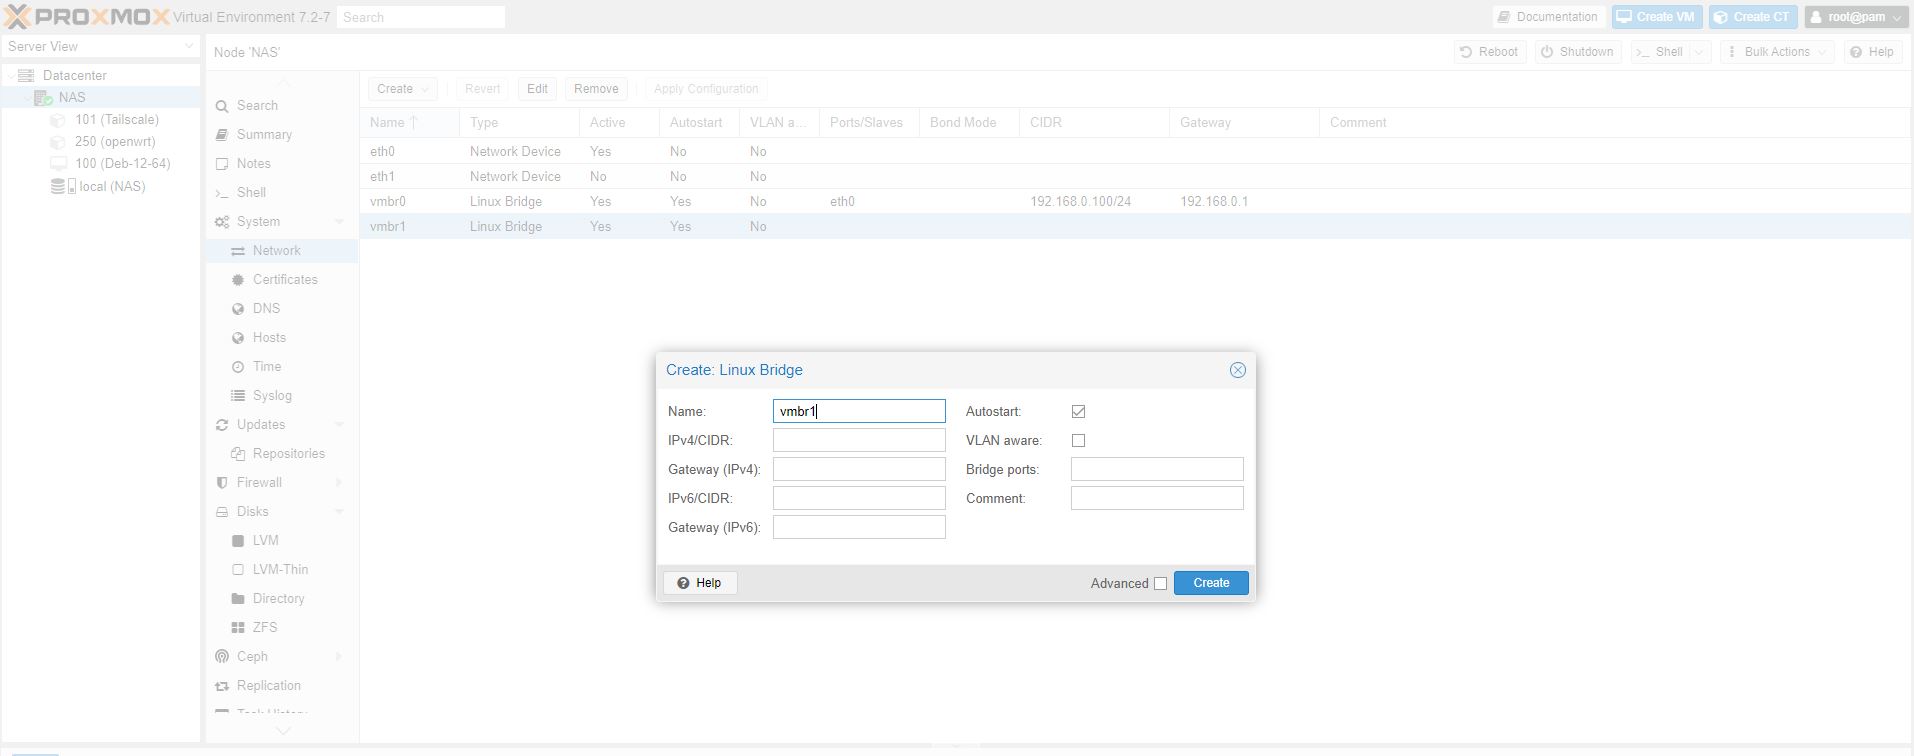 PROXMOX Virtual Environment 7.2-7 Search Documentation Create VM Create CT root@pam
Server View
Node 'NAS' Reboot Shutdown >_ Shell Bulk Actions Help
Datacenter
NAS
101 (Tailscale)
250 (openwrt)
100 (Deb-12-64)
local (NAS)
Search
Summary
Notes
>_ Shell
System
Network
Certificates
DNS
Hosts
Time
Syslog
Updates
Repositories
Firewall
Disks
LVM
LVM-Thin
Directory
ZFS
Ceph
Replication
Task History
Create Revert Edit Remove Apply Configuration
Name Type Active Autostart VLAN a... Ports/Slaves Bond Mode CIDR Gateway Comment
eth0 Network Device Yes No No
eth1 Network Device No No No
vmbr0 Linux Bridge Yes Yes No eth0 192.168.0.100/24 192.168.0.1
vmbr1 Linux Bridge Yes Yes No
Create: Linux Bridge
Name: vmbr1 Autostart:
IPv4/CIDR: VLAN aware:
Gateway (IPv4): Bridge ports:
IPv6/CIDR: Comment:
Gateway (IPv6):
Help Advanced Create